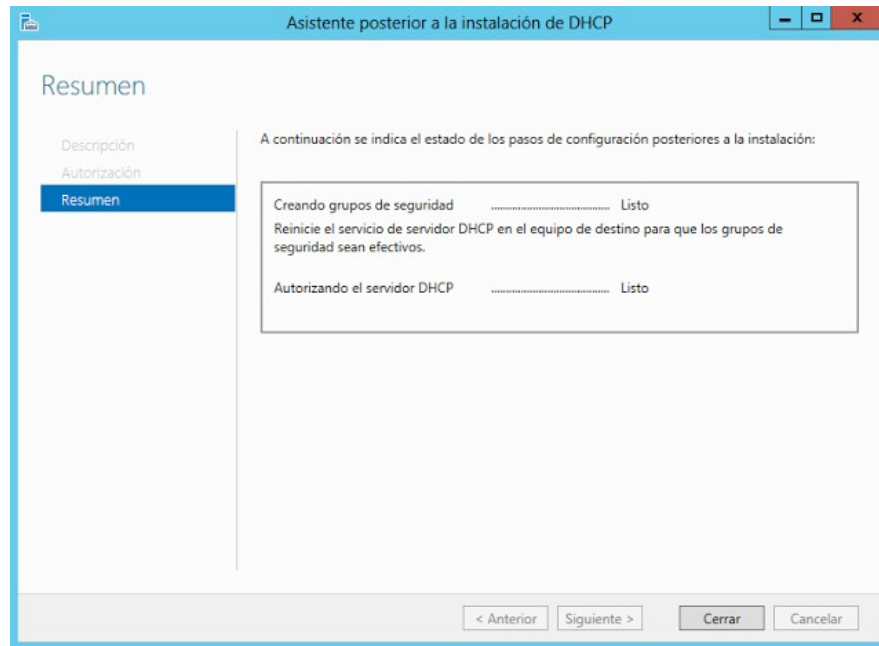 Asistente posterior a la instalación de DHCP
Resumen
Descripción
Autorización
Resumen
A continuación se indica el estado de los pasos de configuración posteriores a la instalación:
Creando grupos de seguridad ........................................ Listo
Reinicie el servicio de servidor DHCP en el equipo de destino para que los grupos de
seguridad sean efectivos.
Autorizando el servidor DHCP ........................................ Listo
< Anterior Siguiente > Cerrar Cancelar